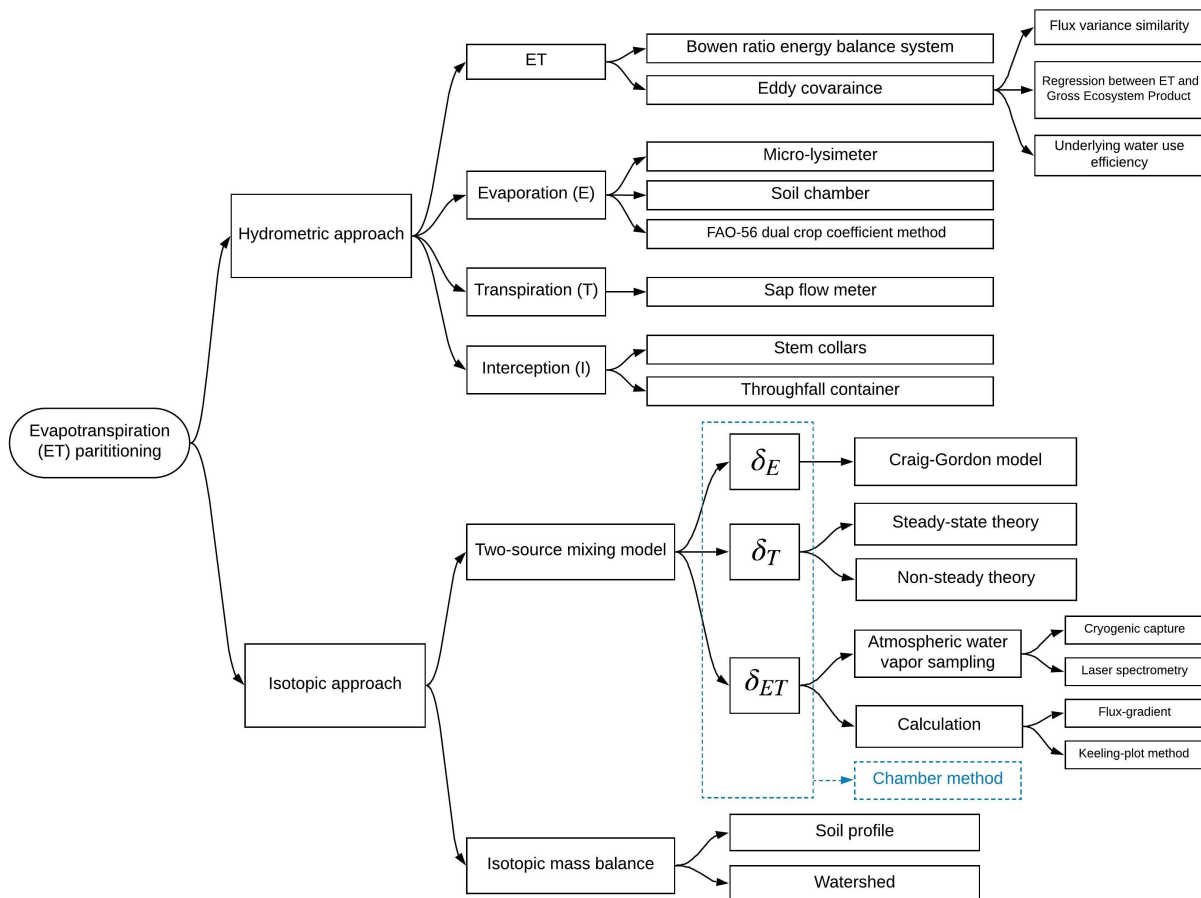 Evapotranspiration
(ET) parititioning
Hydrometric approach
ET
Bowen ratio energy balance system
Eddy covaraince
Flux variance similarity
Regression between ET and
Gross Ecosystem Product
Underlying water use
efficiency
Evaporation (E)
Micro-lysimeter
Soil chamber
FAO-56 dual crop coefficient method
Transpiration (T)
Sap flow meter
Interception (I)
Stem collars
Throughfall container
Isotopic approach
Two-source mixing model
δE
Craig-Gordon model
δT
Steady-state theory
Non-steady theory
δET
Atmospheric water
vapor sampling
Cryogenic capture
Laser spectrometry
Calculation
Flux-gradient
Keeling-plot method
Chamber method
Isotopic mass balance
Soil profile
Watershed